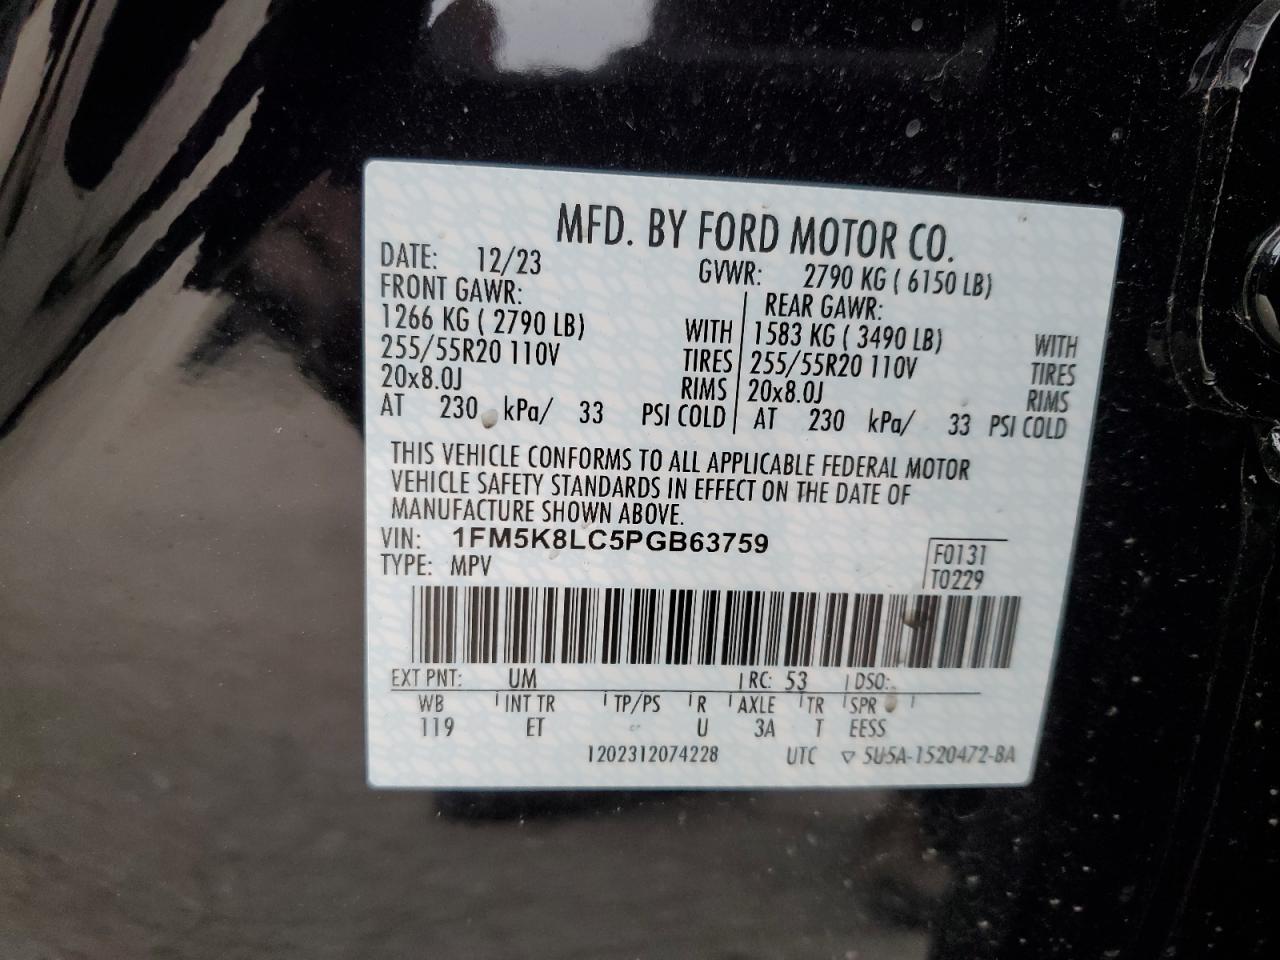 MFD. BY FORD MOTOR CO.
DATE: 12/23 GVWR: 2790 KG ( 6150 LB)
FRONT GAWR: REAR GAWR:
1266 KG ( 2790 LB) WITH 1583 KG ( 3490 LB) WITH
255/55R20 110V TIRES 255/55R20 110V TIRES
20x8.0J RIMS 20x8.0J RIMS
AT 230 kPa/ 33 PSI COLD AT 230 kPa/ 33 PSI COLD
THIS VEHICLE CONFORMS TO ALL APPLICABLE FEDERAL MOTOR
VEHICLE SAFETY STANDARDS IN EFFECT ON THE DATE OF
MANUFACTURE SHOWN ABOVE.
VIN: 1FM5K8LC5PGB63759 F0131
TYPE: MPV T0229
EXT PNT: UM RC: 53 DSO:
WB INT TR TP/PS R AXLE TR SPR
119 ET U 3A T EESS
1202312074228 UTC ▽ 5U5A-1520472-BA